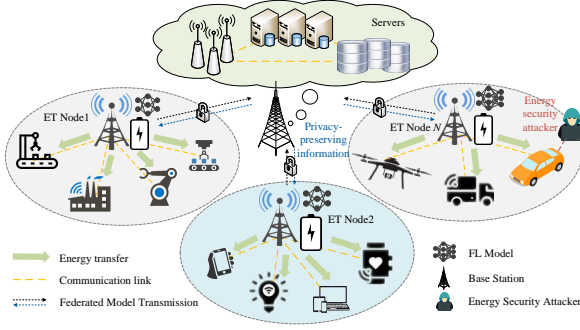 Servers
ET Node1
Privacy-
preserving
information
ET Node N
Energy
security
attacker
ET Node2
Energy transfer
Communication link
Federated Model Transmission
FL Model
Base Station
Energy Security Attacker